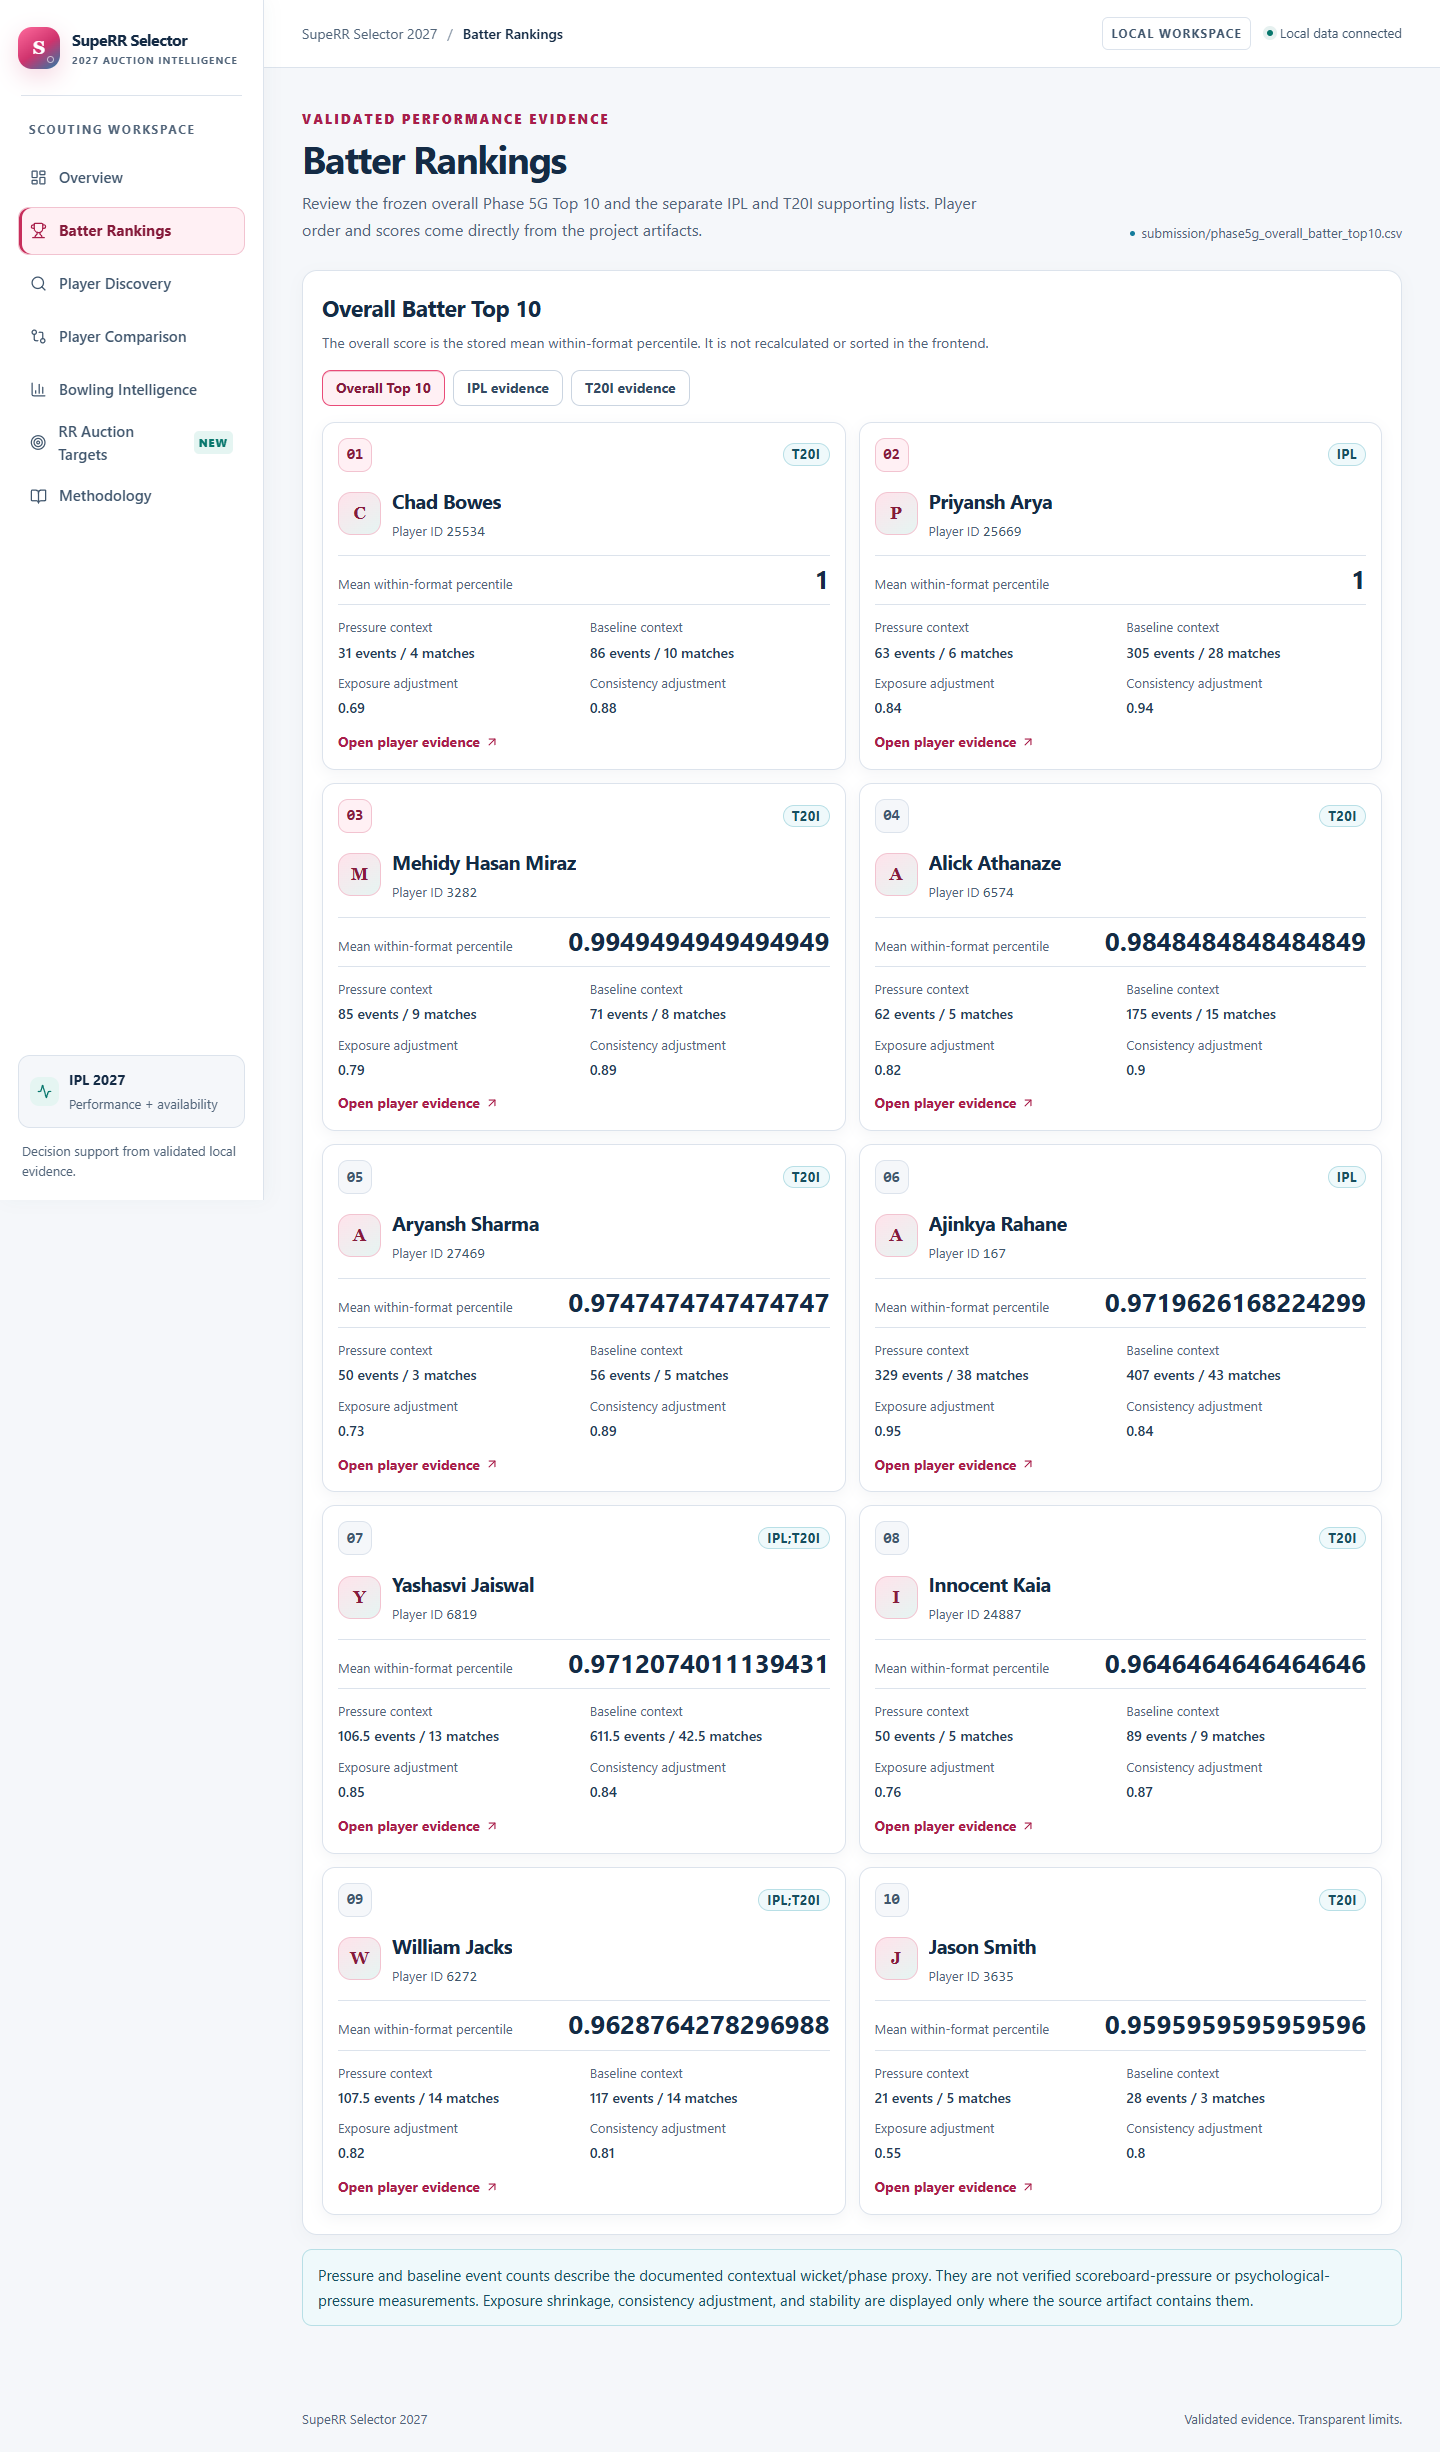 S
SupeRR Selector
2027 AUCTION INTELLIGENCE
SCOUTING WORKSPACE
Overview
Batter Rankings
Player Discovery
Player Comparison
Bowling Intelligence
RR Auction
Targets
NEW
Methodology
IPL 2027
Performance + availability
Decision support from validated local
evidence.
SupeRR Selector 2027 / Batter Rankings
LOCAL WORKSPACE
Local data connected
VALIDATED PERFORMANCE EVIDENCE
Batter Rankings
Review the frozen overall Phase 5G Top 10 and the separate IPL and T20I supporting lists. Player
order and scores come directly from the project artifacts.
submission/phase5g_overall_batter_top10.csv
Overall Batter Top 10
The overall score is the stored mean within-format percentile. It is not recalculated or sorted in the frontend.
Overall Top 10
IPL evidence
T20I evidence
01
T20I
C
Chad Bowes
Player ID 25534
Mean within-format percentile
1
Pressure context
Baseline context
31 events / 4 matches
86 events / 10 matches
Exposure adjustment
Consistency adjustment
0.69
0.88
Open player evidence
02
IPL
P
Priyansh Arya
Player ID 25669
Mean within-format percentile
1
Pressure context
Baseline context
63 events / 6 matches
305 events / 28 matches
Exposure adjustment
Consistency adjustment
0.84
0.94
Open player evidence
03
T20I
M
Mehidy Hasan Miraz
Player ID 3282
Mean within-format percentile
0.9949494949494949
Pressure context
Baseline context
85 events / 9 matches
71 events / 8 matches
Exposure adjustment
Consistency adjustment
0.79
0.89
Open player evidence
04
T20I
A
Alick Athanaze
Player ID 6574
Mean within-format percentile
0.9848484848484849
Pressure context
Baseline context
62 events / 5 matches
175 events / 15 matches
Exposure adjustment
Consistency adjustment
0.82
0.9
Open player evidence
05
T20I
A
Aryansh Sharma
Player ID 27469
Mean within-format percentile
0.9747474747474747
Pressure context
Baseline context
50 events / 3 matches
56 events / 5 matches
Exposure adjustment
Consistency adjustment
0.73
0.89
Open player evidence
06
IPL
A
Ajinkya Rahane
Player ID 167
Mean within-format percentile
0.9719626168224299
Pressure context
Baseline context
329 events / 38 matches
407 events / 43 matches
Exposure adjustment
Consistency adjustment
0.95
0.84
Open player evidence
07
IPL;T20I
Y
Yashasvi Jaiswal
Player ID 6819
Mean within-format percentile
0.9712074011139431
Pressure context
Baseline context
106.5 events / 13 matches
611.5 events / 42.5 matches
Exposure adjustment
Consistency adjustment
0.85
0.84
Open player evidence
08
T20I
I
Innocent Kaia
Player ID 24887
Mean within-format percentile
0.9646464646464646
Pressure context
Baseline context
50 events / 5 matches
89 events / 9 matches
Exposure adjustment
Consistency adjustment
0.76
0.87
Open player evidence
09
IPL;T20I
W
William Jacks
Player ID 6272
Mean within-format percentile
0.9628764278296988
Pressure context
Baseline context
107.5 events / 14 matches
117 events / 14 matches
Exposure adjustment
Consistency adjustment
0.82
0.81
Open player evidence
10
T20I
J
Jason Smith
Player ID 3635
Mean within-format percentile
0.9595959595959596
Pressure context
Baseline context
21 events / 5 matches
28 events / 3 matches
Exposure adjustment
Consistency adjustment
0.55
0.8
Open player evidence
Pressure and baseline event counts describe the documented contextual wicket/phase proxy. They are not verified scoreboard-pressure or psychological-
pressure measurements. Exposure shrinkage, consistency adjustment, and stability are displayed only where the source artifact contains them.
SupeRR Selector 2027
Validated evidence. Transparent limits.